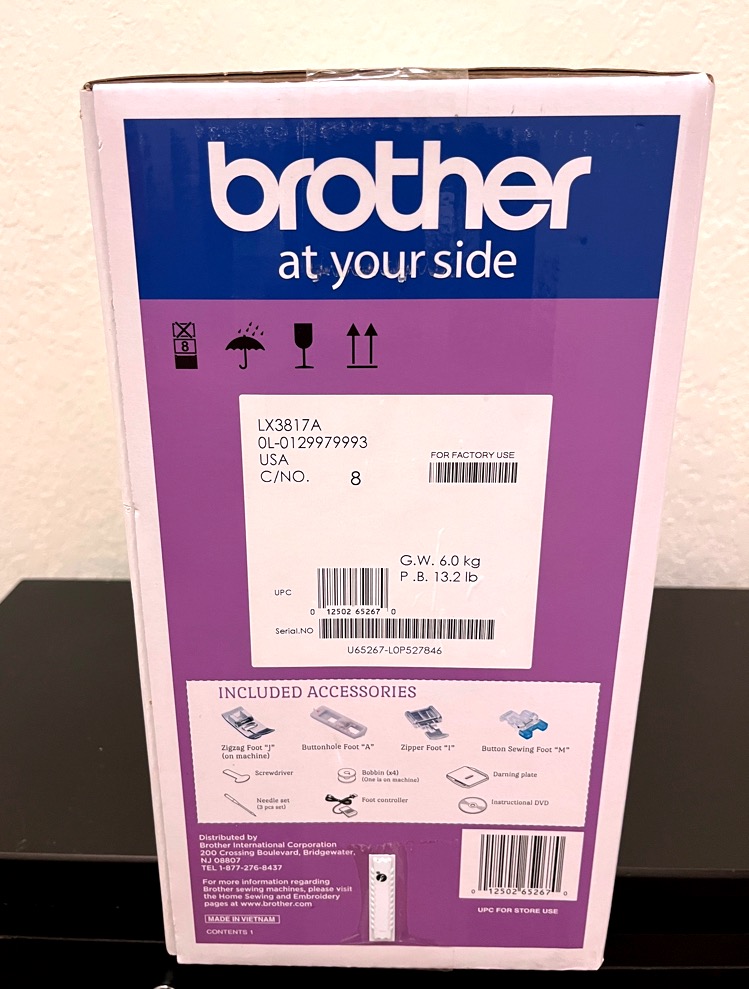 brother
at your side
8
LX3817A
0L-0129979993
USA
C/NO. 8
FOR FACTORY USE
G.W. 6.0 kg
P.B. 13.2 lb
UPC
0 12502 65267 0
Serial.NO
U65267-L0P527846
INCLUDED ACCESSORIES
Zigzag Foot "J"
(on machine)
Buttonhole Foot "A"
Zipper Foot "I"
Button Sewing Foot "M"
Screwdriver
Bobbin (x4)
(One is on machine)
Darning plate
Needle set
(3 pcs set)
Foot controller
Instructional DVD
Distributed by
Brother International Corporation
200 Crossing Boulevard, Bridgewater,
NJ 08807
TEL 1-877-276-8437
For more information regarding
Brother sewing machines, please visit
the Home Sewing and Embroidery
pages at www.brother.com
MADE IN VIETNAM
CONTENTS 1
0 12502 65267 0
UPC FOR STORE USE